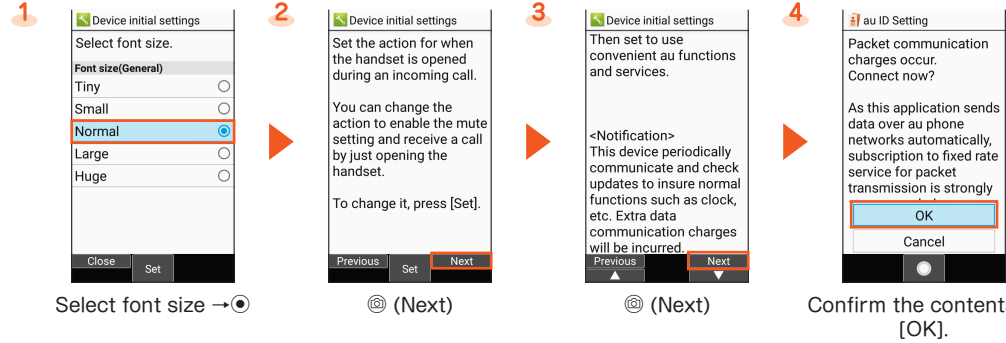 1
Device initial settings
Select font size.
Font size(General)
Tiny
Small
Normal
Large
Huge
Close
Set
Select font size →◉
2
Device initial settings
Set the action for when
the handset is opened
during an incoming call.
You can change the
action to enable the mute
setting and receive a call
by just opening the
handset.
To change it, press [Set].
Previous
Set
Next
(Next)
3
Device initial settings
Then set to use
convenient au functions
and services.
<Notification>
This device periodically
communicate and check
updates to insure normal
functions such as clock,
etc. Extra data
communication charges
will be incurred.
Previous
Next
(Next)
4
au ID Setting
Packet communication
charges occur.
Connect now?
As this application sends
data over au phone
networks automatically,
subscription to fixed rate
service for packet
transmission is strongly
OK
Cancel
Confirm the content
[OK].